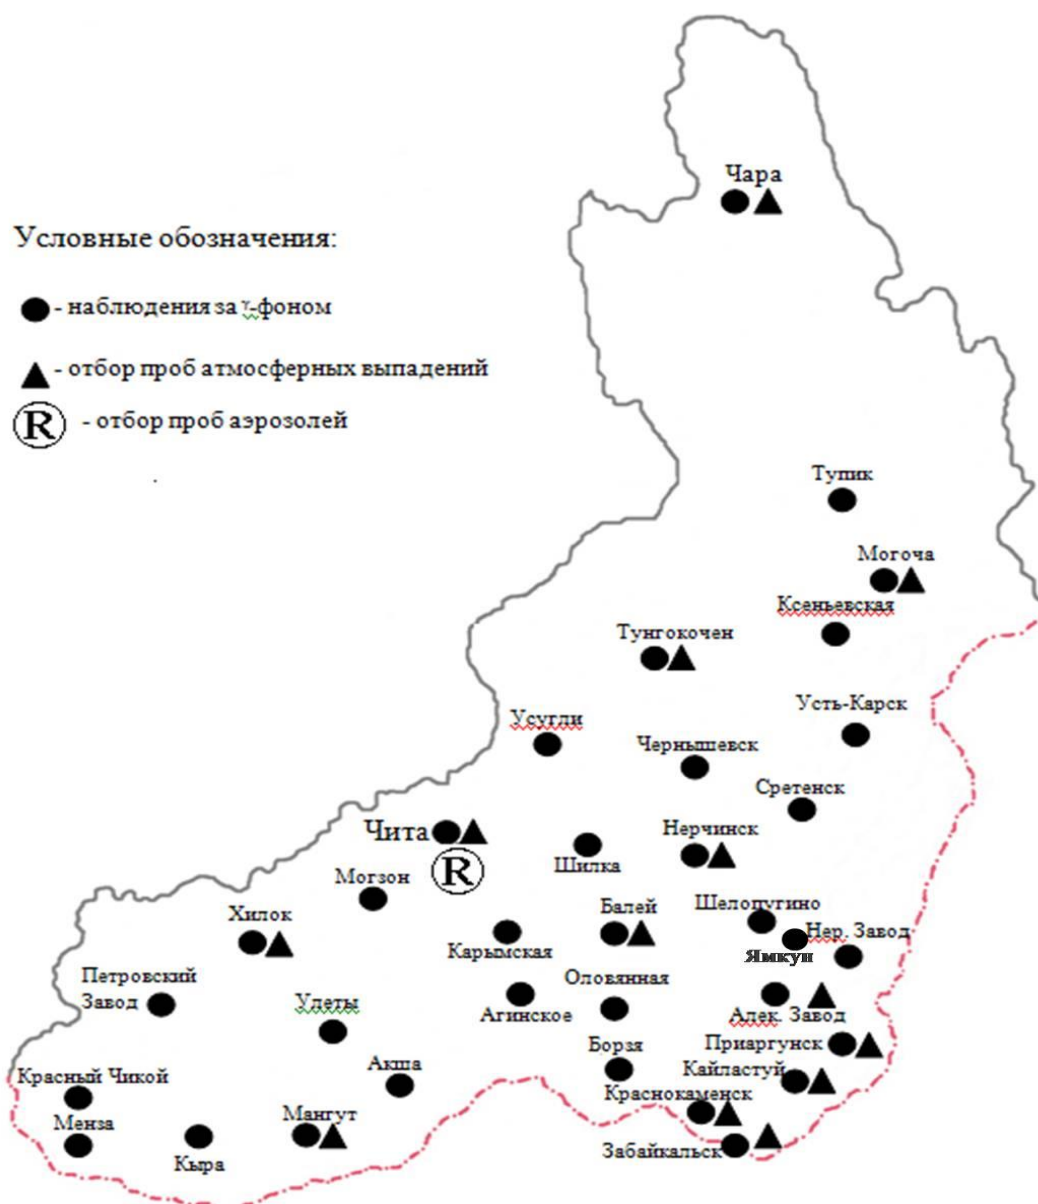 Чара
Условные обозначения:
- наблюдения за γ-фоном
- отбор проб атмосферных выпадений
R - отбор проб аэрозолей
Тупик
Могоча
Ксеньевская
Тунгокочен
Усть-Карск
Усугли
Чернышевск
Сретенск
Чита
Нерчинск
R
Шилка
Могзон
Шелопугино
Хилок
Балей
Нер. Завод
Карымская
Ямкун
Петровский
Завод
Оловянная
Улеты
Агинское
Алек. Завод
Приаргунск
Борзя
Акша
Кайластуй
Красный Чикой
Краснокаменск
Мангут
Менза
Забайкальск
Кыра